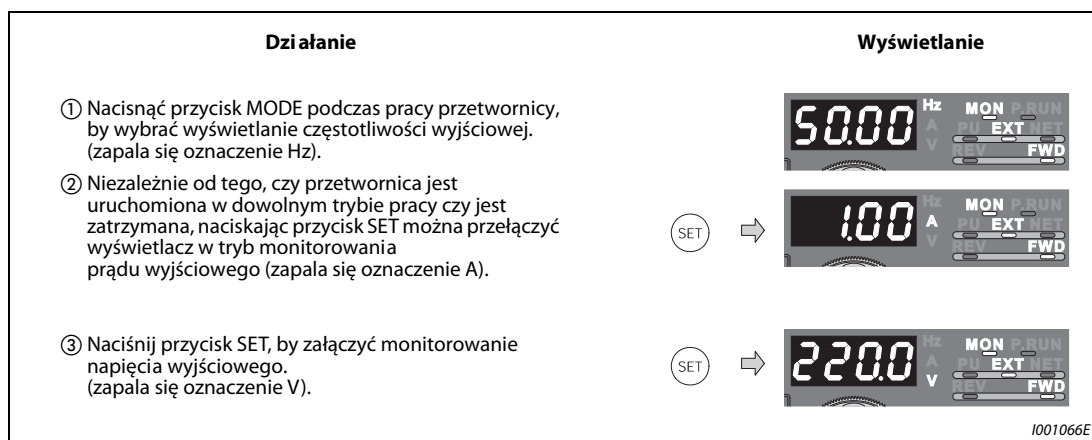 Działanie
Wyświetlanie
① Nacisnąć przycisk MODE podczas pracy przetwornicy,
by wybrać wyświetlanie częstotliwości wyjściowej.
(zapala się oznaczenie Hz).
50.00 Hz MON P.RUN
A PU EXT NET
V REV FWD
② Niezależnie od tego, czy przetwornica jest
uruchomiona w dowolnym trybie pracy czy jest
zatrzymana, naciskając przycisk SET można przełączyć
wyświetlacz w tryb monitorowania
prądu wyjściowego (zapala się oznaczenie A).
SET
1.00 Hz MON P.RUN
A PU EXT NET
V REV FWD
③ Naciśnij przycisk SET, by załączyć monitorowanie
napięcia wyjściowego.
(zapala się oznaczenie V).
SET
220.0 Hz MON P.RUN
A PU EXT NET
V REV FWD
I001066E